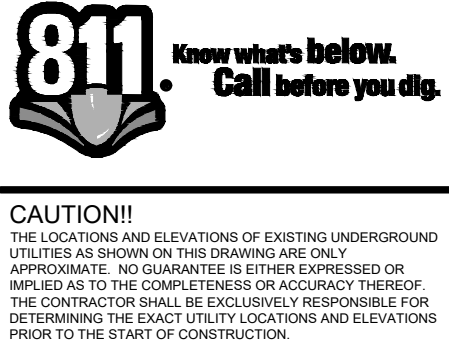 811.
Know what's below.
Call before you dig.
CAUTION!!
THE LOCATIONS AND ELEVATIONS OF EXISTING UNDERGROUND
UTILITIES AS SHOWN ON THIS DRAWING ARE ONLY
APPROXIMATE. NO GUARANTEE IS EITHER EXPRESSED OR
IMPLIED AS TO THE COMPLETENESS OR ACCURACY THEREOF.
THE CONTRACTOR SHALL BE EXCLUSIVELY RESPONSIBLE FOR
DETERMINING THE EXACT UTILITY LOCATIONS AND ELEVATIONS
PRIOR TO THE START OF CONSTRUCTION.